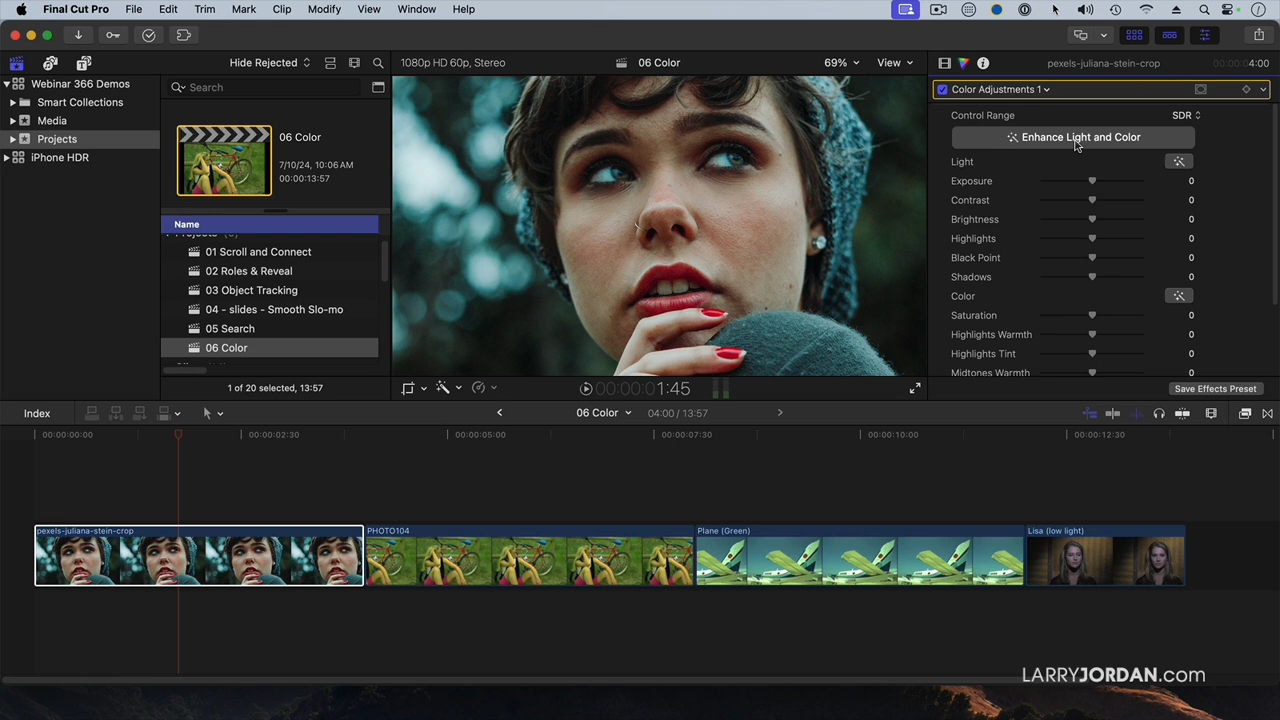 Final Cut Pro File Edit Trim Mark Clip Modify View Window Help
Hide Rejected
1080p HD 60p, Stereo 06 Color 69% View
pexels-juliana-stein-crop 00:00:04:00
Webinar 366 Demos
Smart Collections
Media
Projects
iPhone HDR
Search
06 Color
7/10/24, 10:06 AM
00:00:13:57
Name
01 Scroll and Connect
02 Roles & Reveal
03 Object Tracking
04 - slides - Smooth Slo-mo
05 Search
06 Color
1 of 20 selected, 13:57
00:00:01:45
Color Adjustments 1
Control Range SDR
Enhance Light and Color
Light
Exposure 0
Contrast 0
Brightness 0
Highlights 0
Black Point 0
Shadows 0
Color
Saturation 0
Highlights Warmth 0
Highlights Tint 0
Midtones Warmth 0
Save Effects Preset
Index 06 Color 04:00 / 13:57
00:00:00:00 00:00:02:30 00:00:05:00 00:00:07:30 00:00:10:00 00:00:12:30
pexels-juliana-stein-crop PHOTO104 Plane (Green) Lisa (low light)
LARRYJORDAN.com